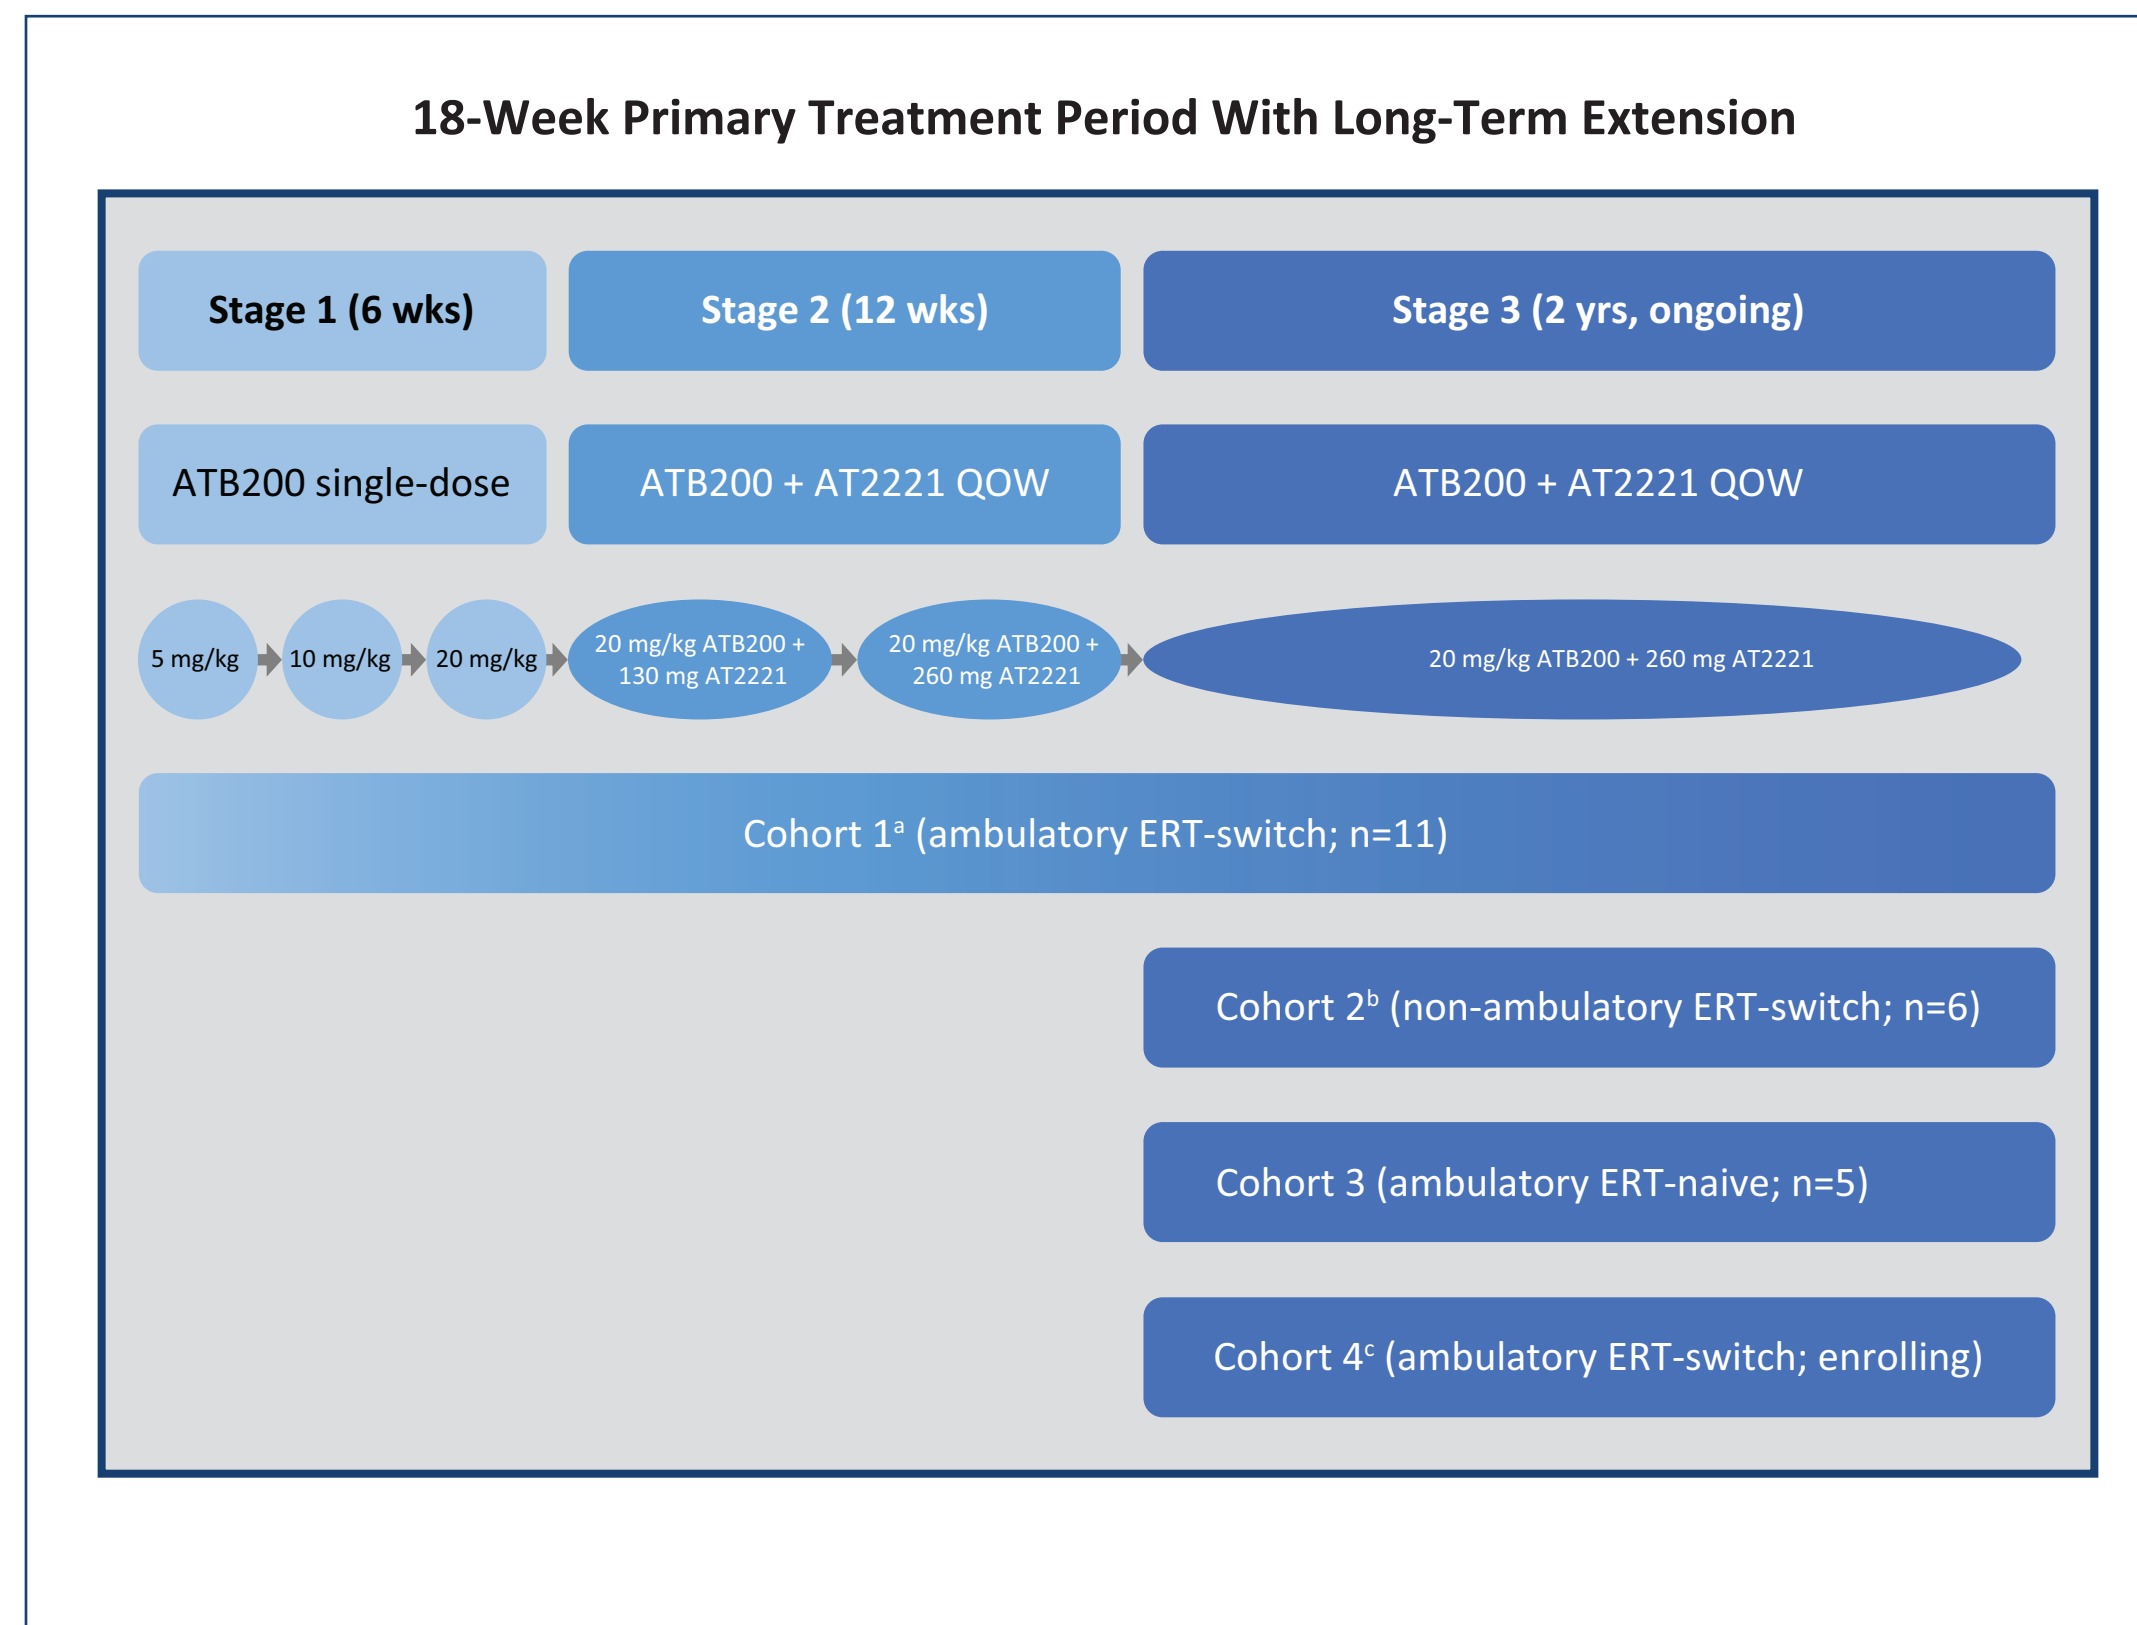 18-Week Primary Treatment Period With Long-Term Extension
Stage 1 (6 wks)
Stage 2 (12 wks)
Stage 3 (2 yrs, ongoing)
ATB200 single-dose
ATB200 + AT2221 QOW
ATB200 + AT2221 QOW
5 mg/kg
10 mg/kg
20 mg/kg
20 mg/kg ATB200 +
130 mg AT2221
20 mg/kg ATB200 +
260 mg AT2221
20 mg/kg ATB200 + 260 mg AT2221
Cohort 1ᵃ (ambulatory ERT-switch; n=11)
Cohort 2ᵇ (non-ambulatory ERT-switch; n=6)
Cohort 3 (ambulatory ERT-naive; n=5)
Cohort 4ᶜ (ambulatory ERT-switch; enrolling)